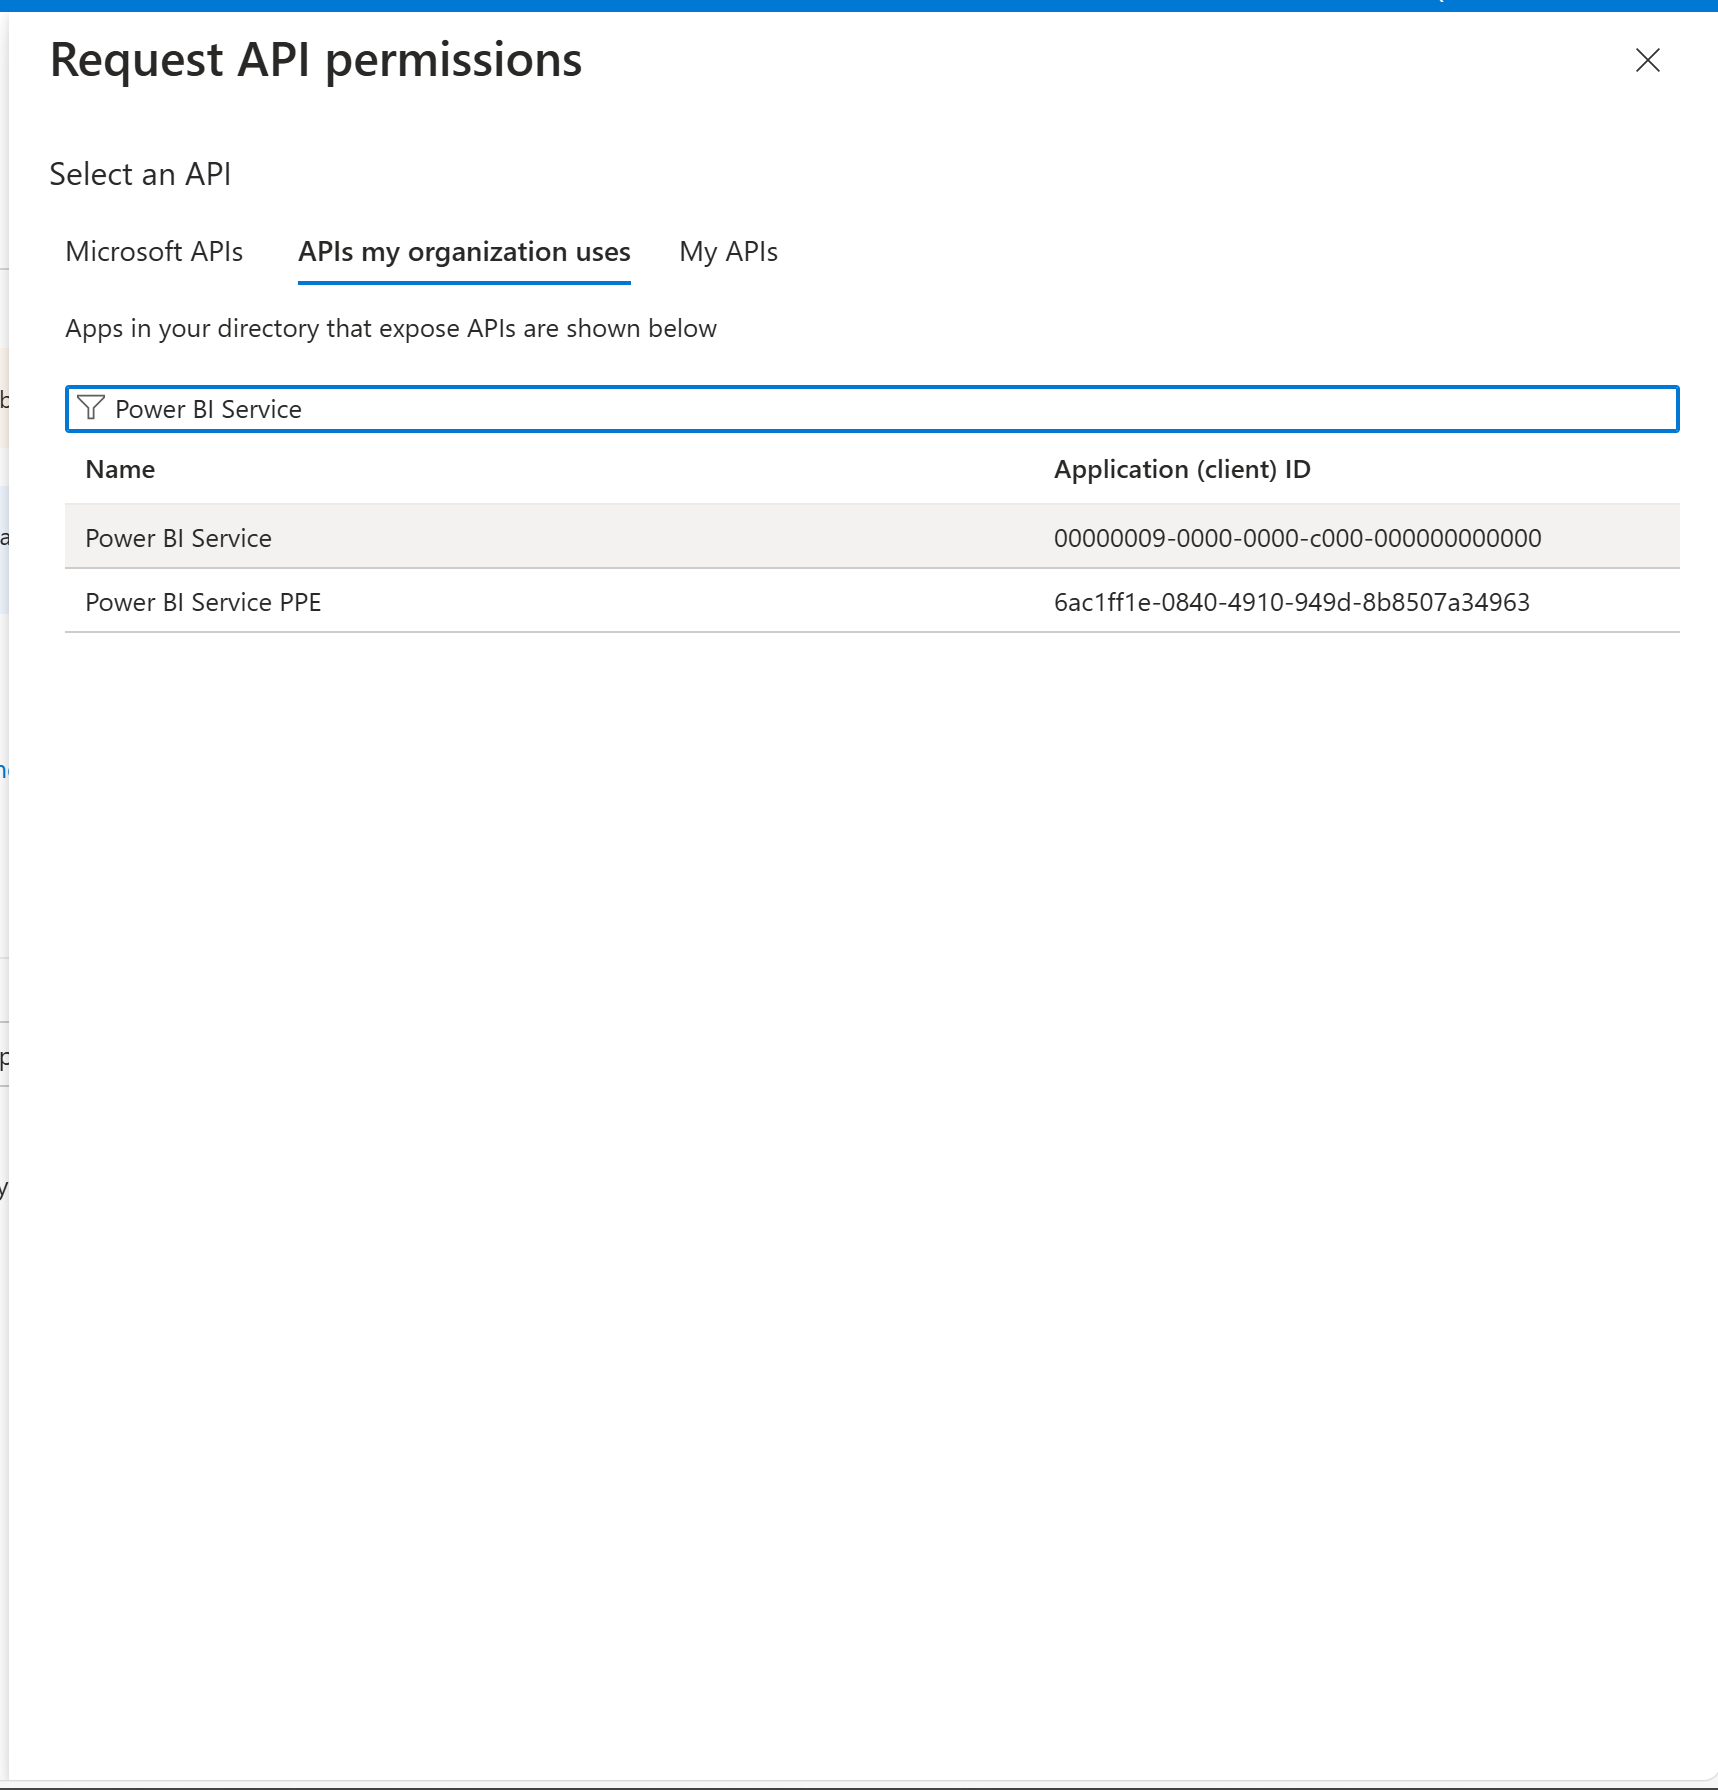 Request API permissions
Select an API
Microsoft APIs APIs my organization uses My APIs
Apps in your directory that expose APIs are shown below
Power BI Service
Name Application (client) ID
Power BI Service 00000009-0000-0000-c000-000000000000
Power BI Service PPE 6ac1ff1e-0840-4910-949d-8b8507a34963